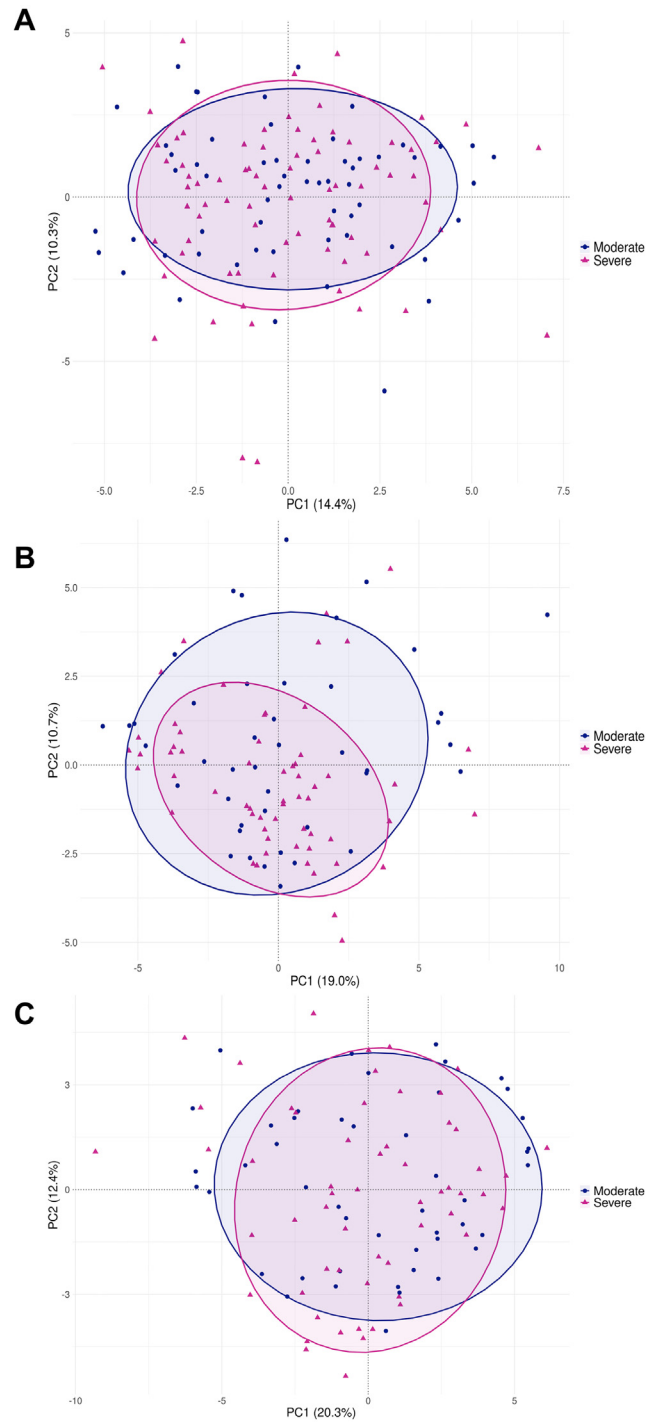 A
5
0
-5
PC2 (10.3%)
-5.0
-2.5
0.0
2.5
5.0
7.5
PC1 (14.4%)
Moderate
Severe
B
5.0
2.5
0.0
-2.5
-5.0
PC2 (10.7%)
-5
0
5
10
PC1 (19.0%)
Moderate
Severe
C
3
0
-3
PC2 (12.4%)
-10
-5
0
5
PC1 (20.3%)
Moderate
Severe